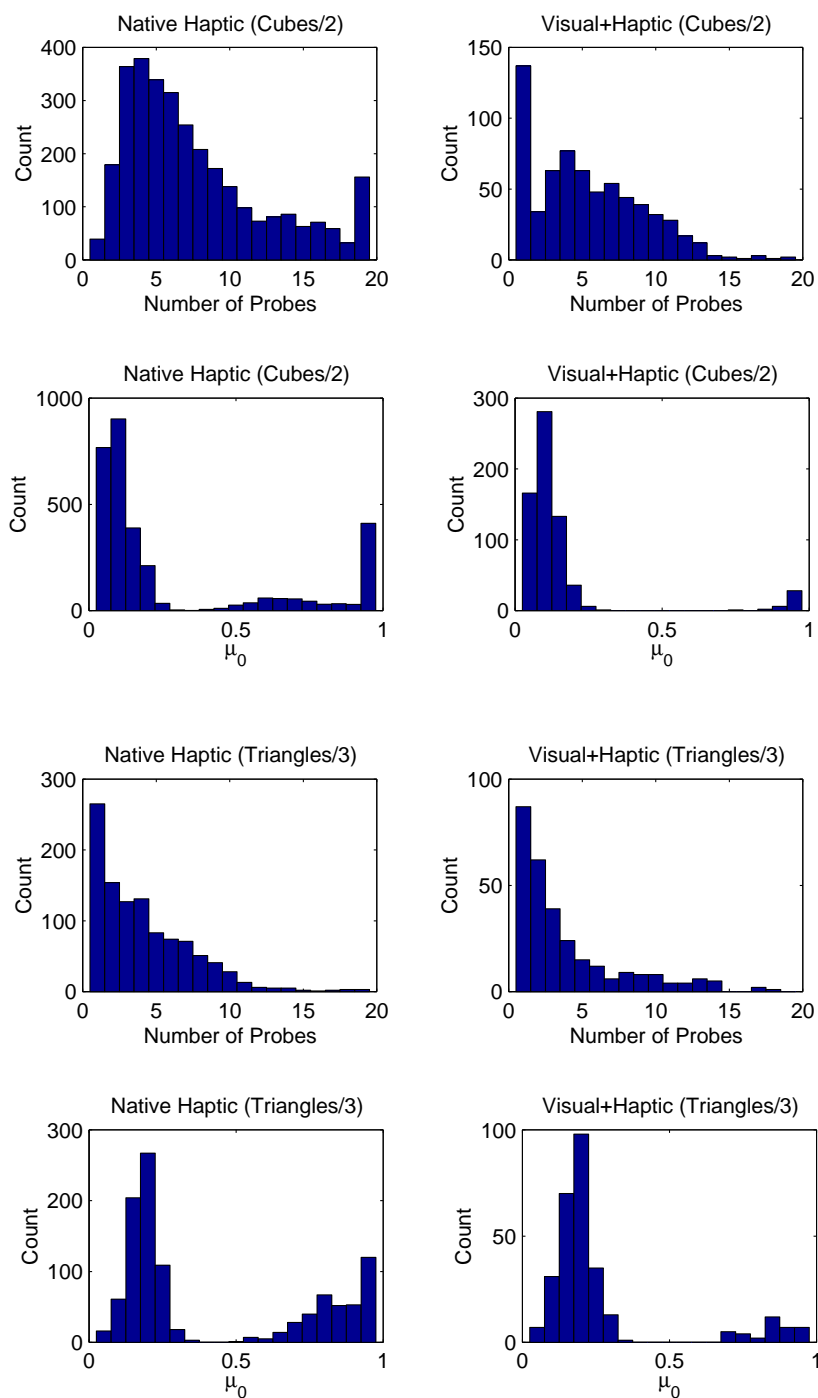 Native Haptic (Cubes/2)
400
300
200
100
0
Count
0 5 10 15 20
Number of Probes
Visual+Haptic (Cubes/2)
150
100
50
0
Count
0 5 10 15 20
Number of Probes
Native Haptic (Cubes/2)
1000
500
0
Count
0 0.5 1
μ0
Visual+Haptic (Cubes/2)
300
200
100
0
Count
0 0.5 1
μ0
Native Haptic (Triangles/3)
300
200
100
0
Count
0 5 10 15 20
Number of Probes
Visual+Haptic (Triangles/3)
100
50
0
Count
0 5 10 15 20
Number of Probes
Native Haptic (Triangles/3)
300
200
100
0
Count
0 0.5 1
μ0
Visual+Haptic (Triangles/3)
100
50
0
Count
0 0.5 1
μ0